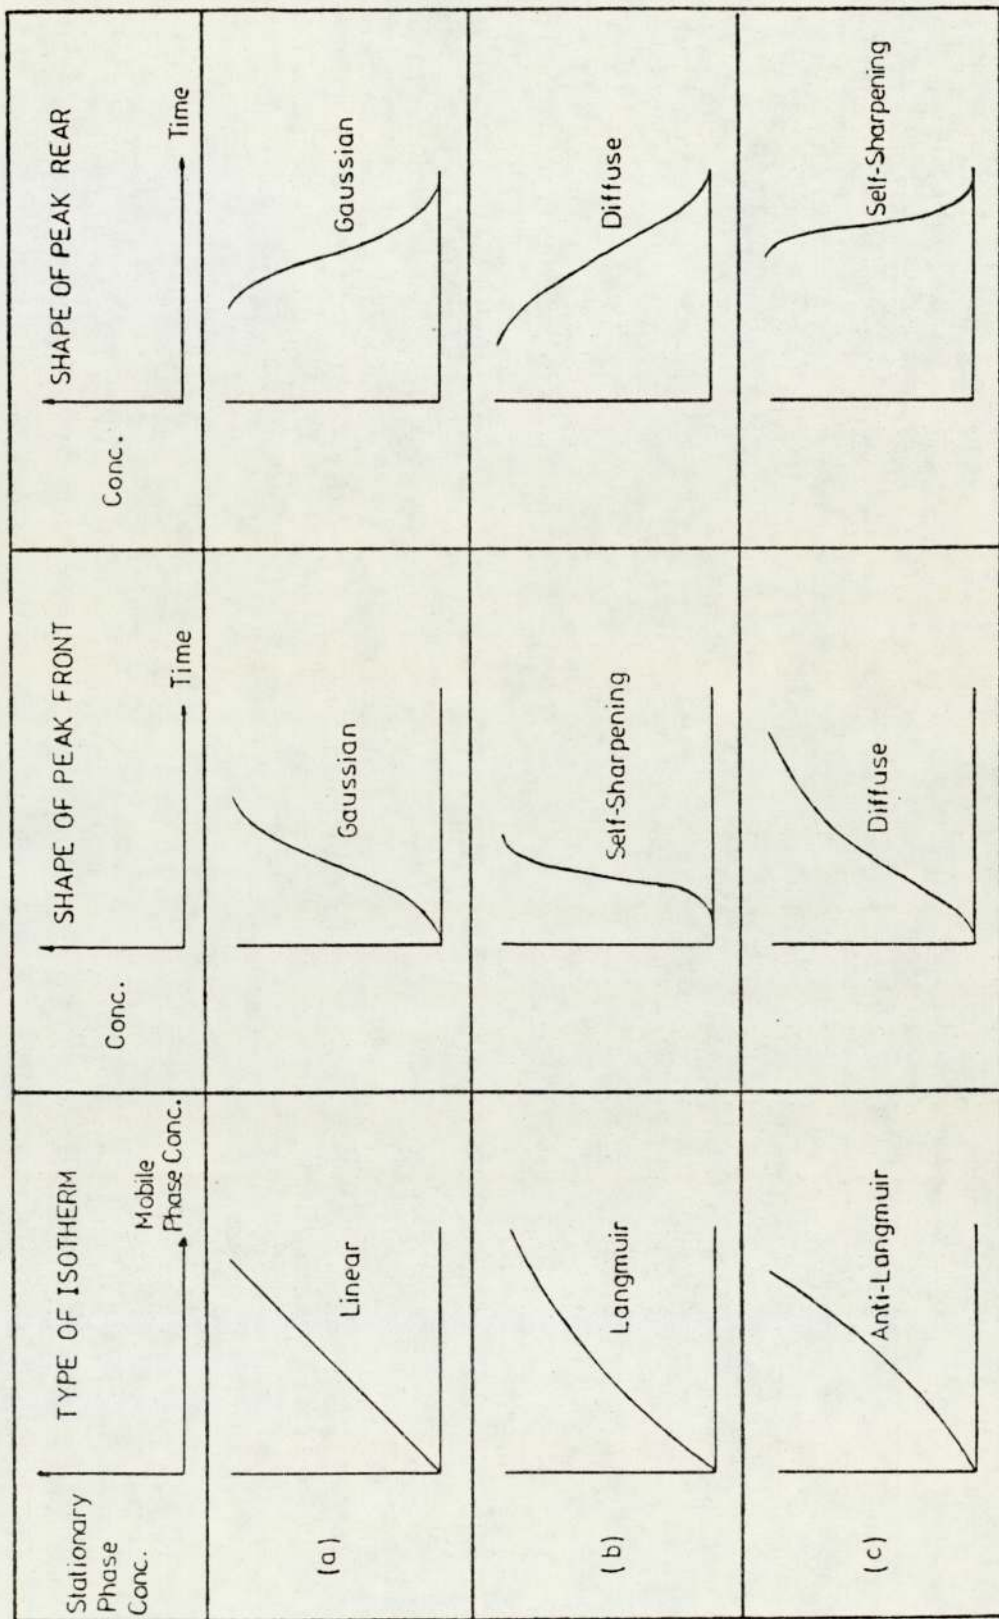 Stationary
Phase
Conc.
TYPE OF ISOTHERM
Mobile
Phase Conc.
Conc.
SHAPE OF PEAK FRONT
Time
Conc.
SHAPE OF PEAK REAR
Time
(a)
Linear
Gaussian
Gaussian
(b)
Langmuir
Self-Sharpening
Diffuse
(c)
Anti-Langmuir
Diffuse
Self-Sharpening